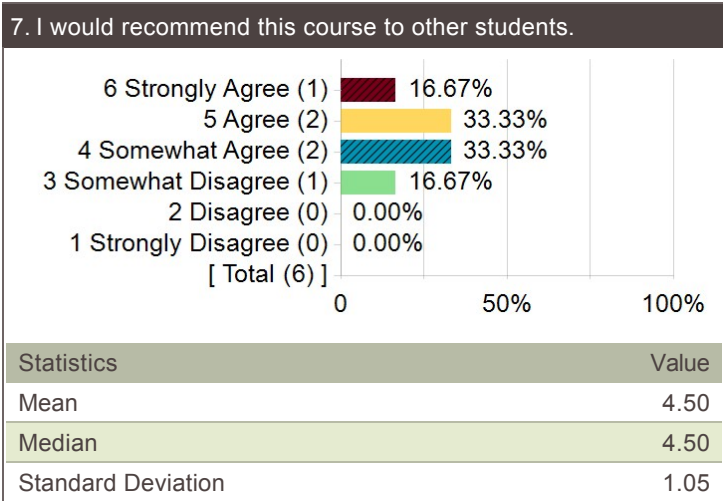 7. I would recommend this course to other students.
6 Strongly Agree (1) 16.67%
5 Agree (2) 33.33%
4 Somewhat Agree (2) 33.33%
3 Somewhat Disagree (1) 16.67%
2 Disagree (0) 0.00%
1 Strongly Disagree (0) 0.00%
[ Total (6) ]
0 50% 100%
Statistics Value
Mean 4.50
Median 4.50
Standard Deviation 1.05